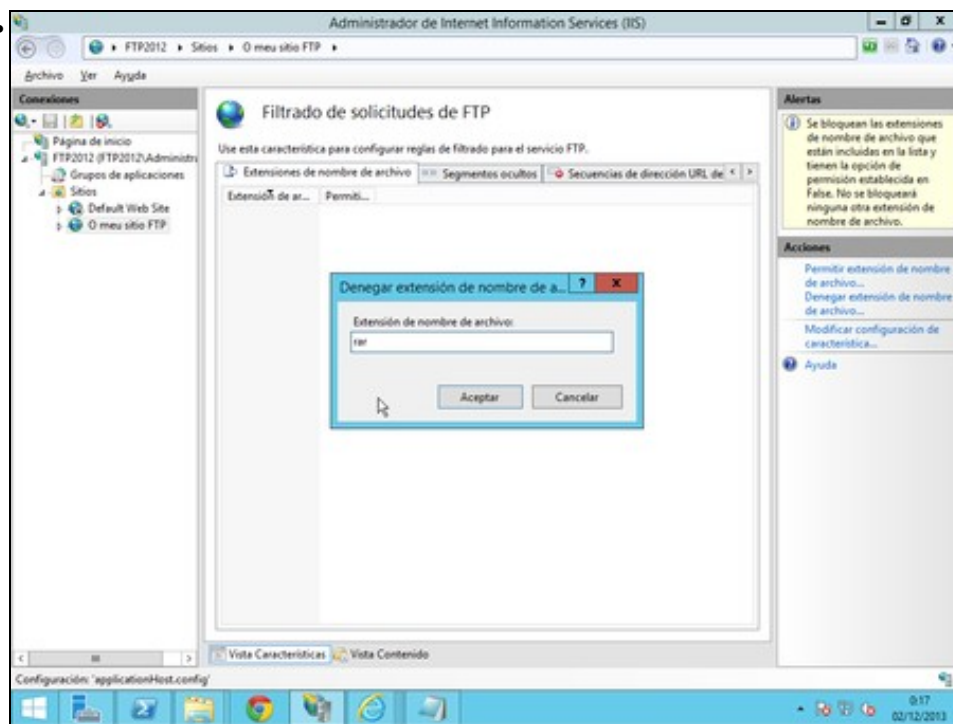 Administrador de Internet Information Services (IIS)
FTP2012 Sitios O meu sitio FTP
Archivo Ver Ayuda
Conexiones
Página de inicio
FTP2012 (FTP2012\Administr
Grupos de aplicaciones
Sitios
Default Web Site
O meu sitio FTP
Filtrado de solicitudes de FTP
Use esta característica para configurar reglas de filtrado para el servicio FTP.
Extensiones de nombre de archivo Segmentos ocultos Secuencias de dirección URL de
Extensión de ar... Permiti...
Denegar extensión de nombre de a...
Extensión de nombre de archivo:
rar
Aceptar Cancelar
Vista Características Vista Contenido
Alertas
Se bloquean las extensiones
de nombre de archivo que
están incluidas en la lista y
tienen la opción de
permisión establecida en
False. No se bloqueará
ninguna otra extensión de
nombre de archivo.
Acciones
Permitir extensión de nombre
de archivo...
Denegar extensión de nombre
de archivo...
Modificar configuración de
característica...
Ayuda
Configuración: 'applicationHost.config'
0:17
02/12/2013